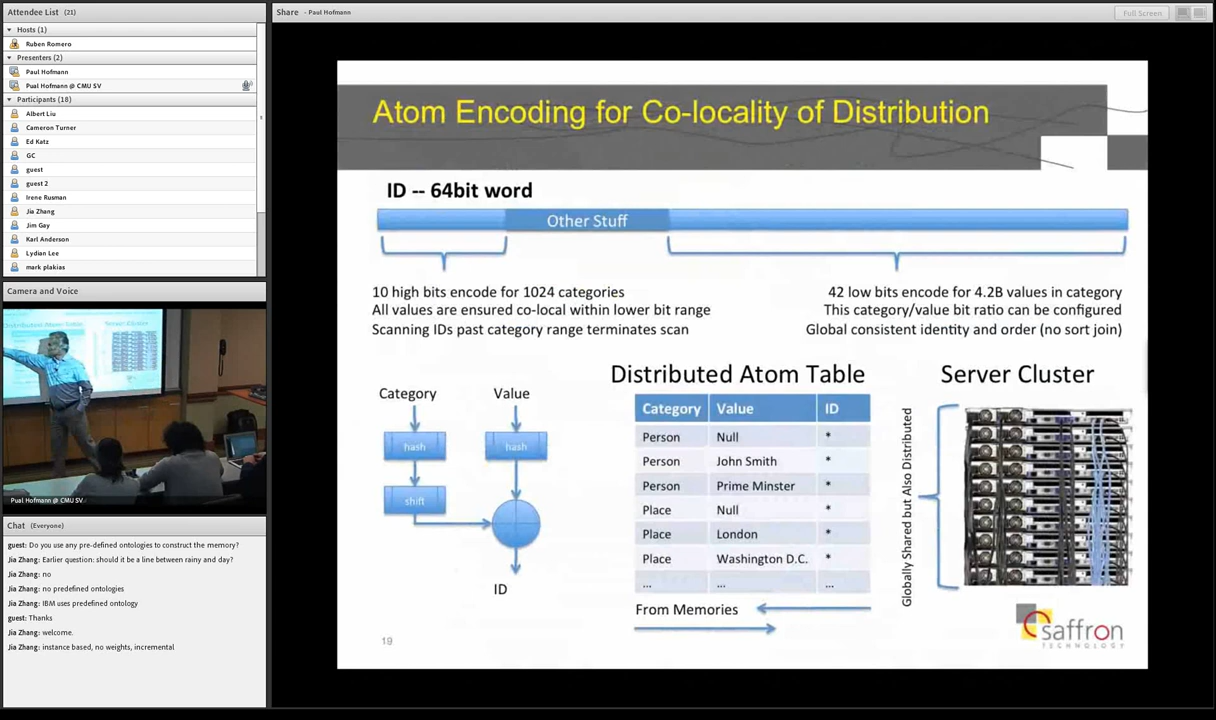 Attendee List (21)
Hosts (1)
Ruben Romero
Presenters (2)
Paul Hofmann
Pual Hofmann @ CMU SV
Participants (18)
Albert Liu
Cameron Turner
Ed Katz
GC
guest
guest 2
Irene Rusman
Jia Zhang
Jim Gay
Karl Anderson
Lydian Lee
mark plakias
Camera and Voice
Pual Hofmann @ CMU SV
Chat (Everyone)
guest: Do you use any pre-defined ontologies to construct the memory?
Jia Zhang: Earlier question: should it be a line between rainy and day?
Jia Zhang: no
Jia Zhang: no predefined ontologies
Jia Zhang: IBM uses predefined ontology
guest: Thanks
Jia Zhang: welcome.
Jia Zhang: instance based, no weights, incremental
Share - Paul Hofmann
Full Screen
Atom Encoding for Co-locality of Distribution
ID -- 64bit word
Other Stuff
10 high bits encode for 1024 categories
All values are ensured co-local within lower bit range
Scanning IDs past category range terminates scan
42 low bits encode for 4.2B values in category
This category/value bit ratio can be configured
Global consistent identity and order (no sort join)
Category Value
hash hash
shift
ID
Distributed Atom Table
Category Value ID
Person Null *
Person John Smith *
Person Prime Minster *
Place Null *
Place London *
Place Washington D.C. *
... ... ...
From Memories
Server Cluster
Globally Shared but Also Distributed
19
saffron
TECHNOLOGY